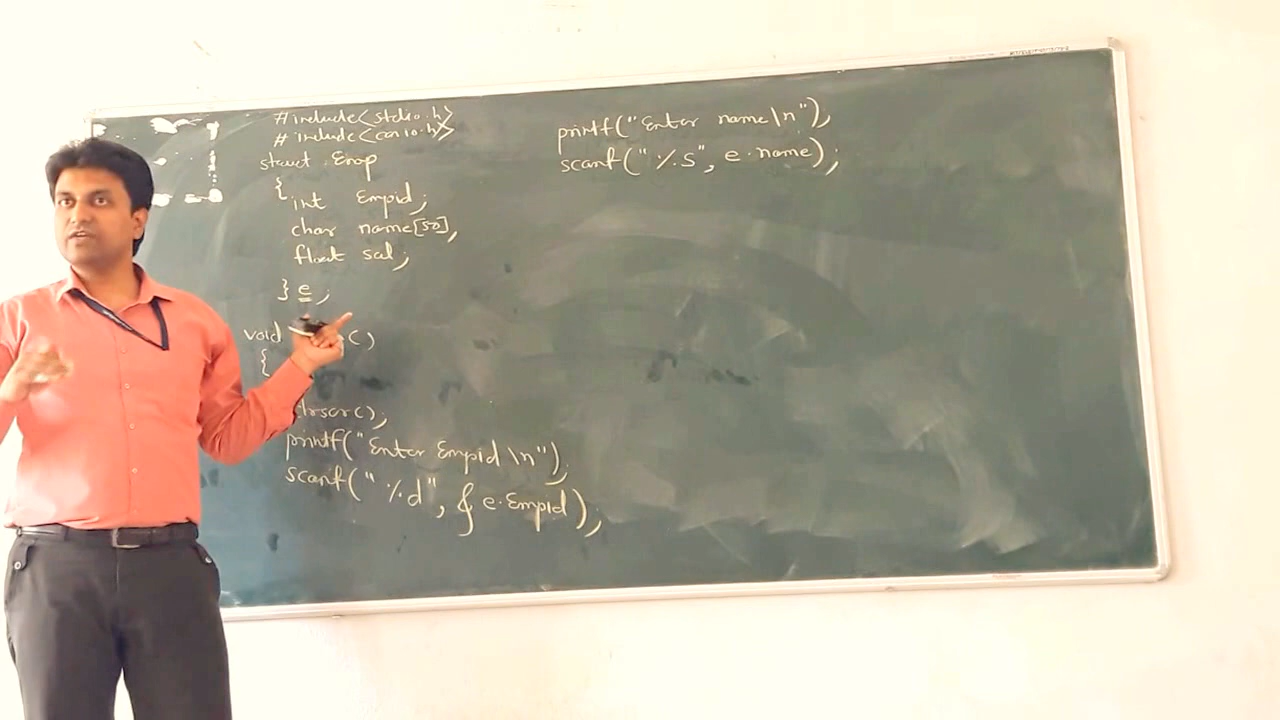 #include<stdio.h>
#include<conio.h>
struct Emp
{
int Empid;
char name[50];
float sal;
} e;
void ()
{
clrscr();
printf("Enter Empid \n");
scanf("%d", & e.Empid);
printf("Enter name\n");
scanf("%s", e.name);